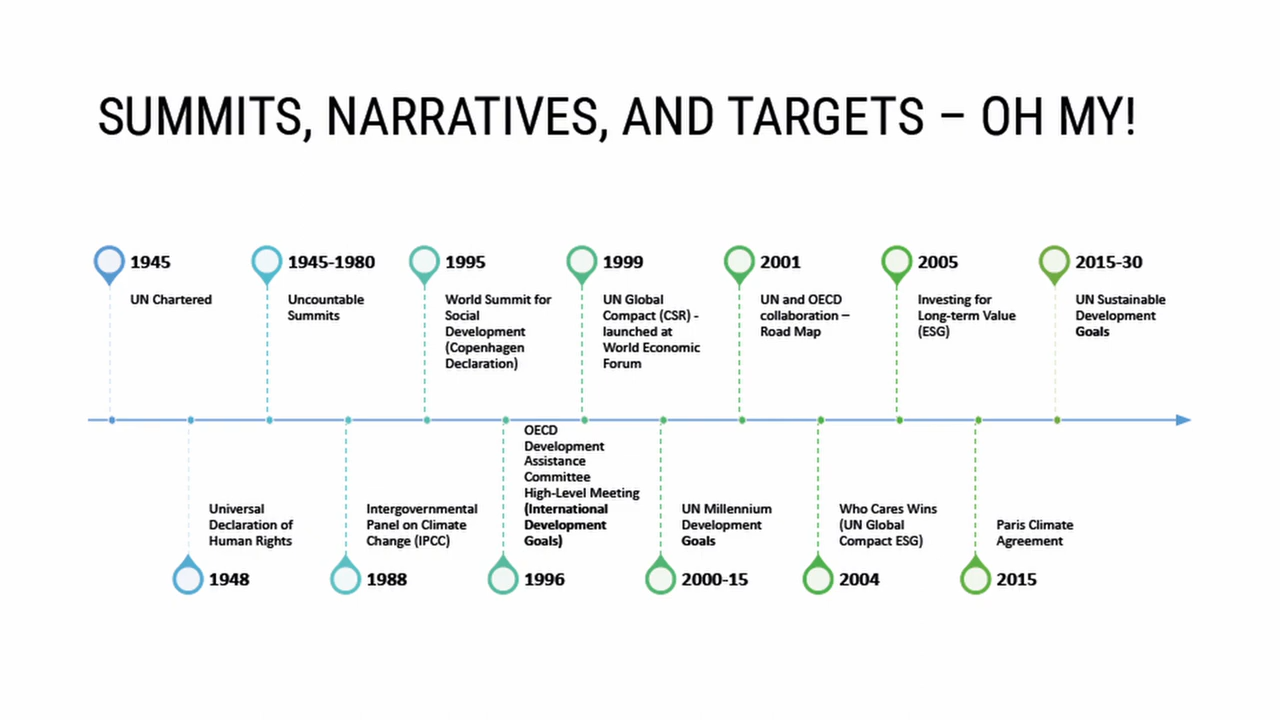 SUMMITS, NARRATIVES, AND TARGETS – OH MY!
1945
UN Chartered
1945-1980
Uncountable
Summits
1995
World Summit for
Social
Development
(Copenhagen
Declaration)
1999
UN Global
Compact (CSR) -
launched at
World Economic
Forum
2001
UN and OECD
collaboration –
Road Map
2005
Investing for
Long-term Value
(ESG)
2015-30
UN Sustainable
Development
Goals
Universal
Declaration of
Human Rights
1948
Intergovernmental
Panel on Climate
Change (IPCC)
1988
OECD
Development
Assistance
Committee
High-Level Meeting
(International
Development
Goals)
1996
UN Millennium
Development
Goals
2000-15
Who Cares Wins
(UN Global
Compact ESG)
2004
Paris Climate
Agreement
2015